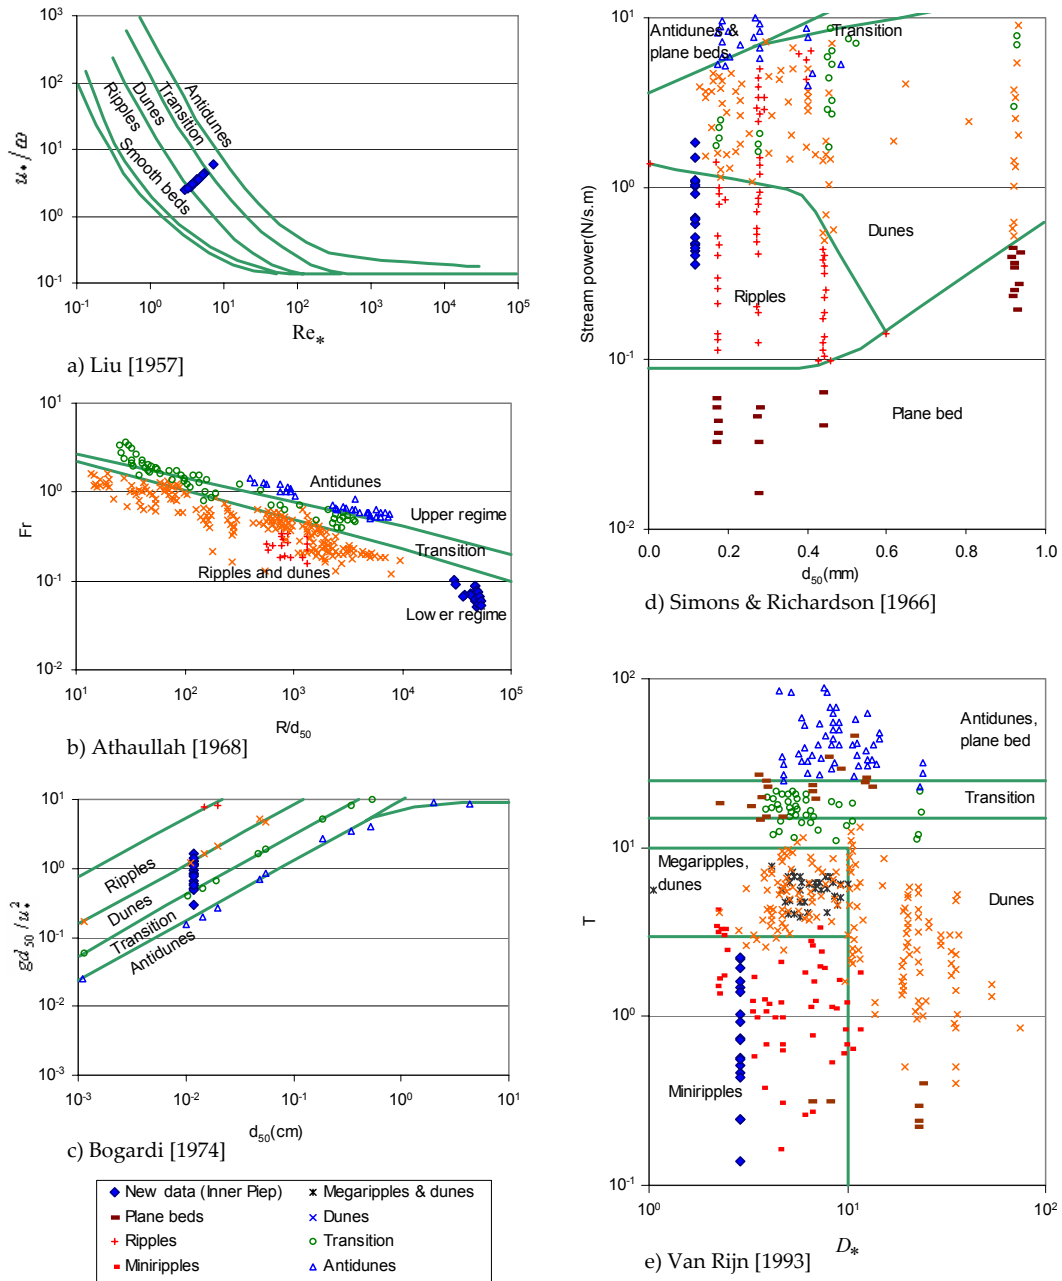 10³
10²
10¹
10⁰
10⁻¹
u* / ω
Antidunes
Transition
Dunes
Ripples
Smooth beds
10⁻¹ 10⁰ 10¹ 10² 10³ 10⁴ 10⁵
Re*
a) Liu [1957]
10¹
10⁰
10⁻¹
10⁻²
Fr
Antidunes
Upper regime
Transition
Ripples and dunes
Lower regime
10¹ 10² 10³ 10⁴ 10⁵
R/d₅₀
b) Athaullah [1968]
10¹
10⁰
10⁻¹
10⁻²
10⁻³
gd₅₀ / u*²
Ripples
Dunes
Transition
Antidunes
10⁻³ 10⁻² 10⁻¹ 10⁰ 10¹
d₅₀(cm)
c) Bogardi [1974]
New data (Inner Piep)
Plane beds
Ripples
Miniripples
Megaripples & dunes
Dunes
Transition
Antidunes
10¹
10⁰
10⁻¹
10⁻²
Stream power(N/s.m)
Antidunes &
plane beds
Transition
Dunes
Ripples
Plane bed
0.0 0.2 0.4 0.6 0.8 1.0
d₅₀(mm)
d) Simons & Richardson [1966]
10²
10¹
10⁰
10⁻¹
T
Antidunes,
plane bed
Transition
Megaripples,
dunes
Dunes
Miniripples
10⁰ 10¹ 10²
D*
e) Van Rijn [1993]